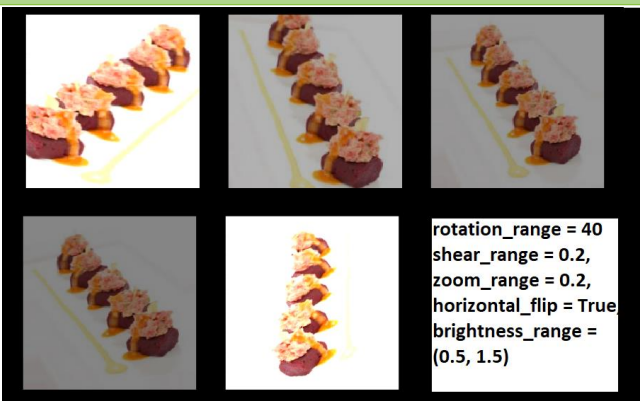 rotation_range = 40
shear_range = 0.2,
zoom_range = 0.2,
horizontal_flip = True,
brightness_range =
(0.5, 1.5)